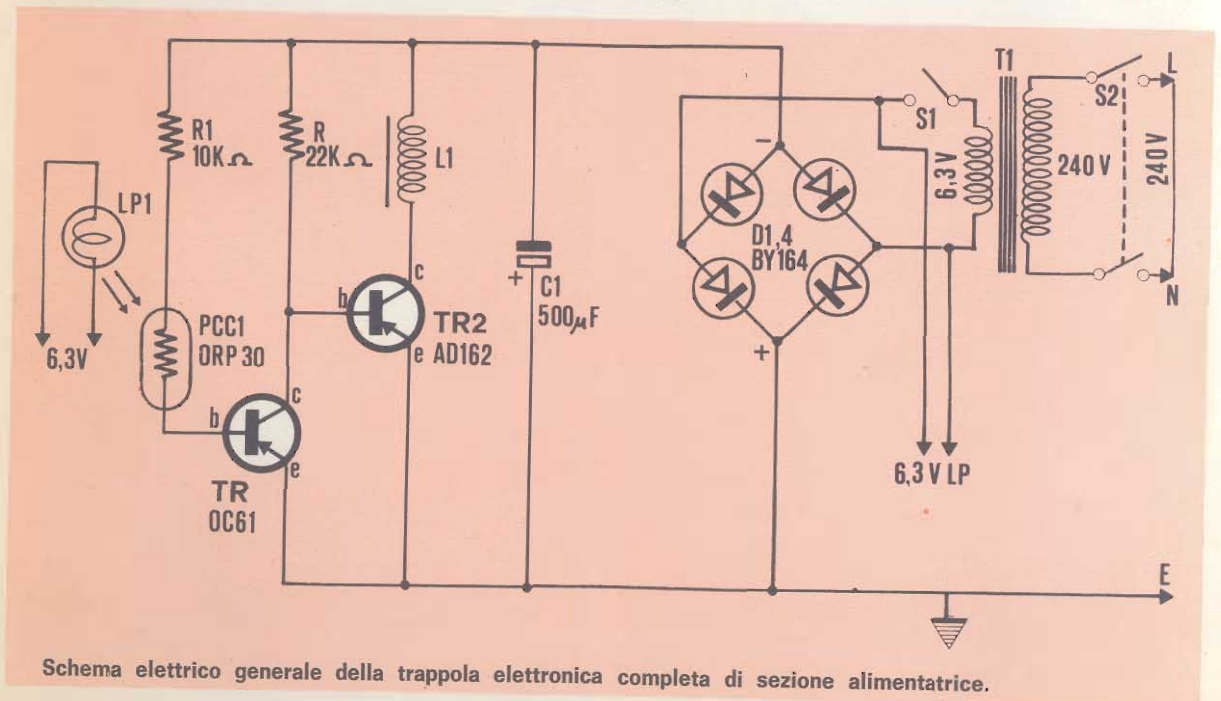 R1
10KΩ
R
22KΩ
L1
LP1
6,3V
PCC1
ORP 30
b
c
e
TR
OC61
b
c
e
TR2
AD162
+
C1
500μF
−
D1,4
BY164
+
S1
6,3V
T1
240 V
S2
L
240V
N
6,3 V LP
E
Schema elettrico generale della trappola elettronica completa di sezione alimentatrice.